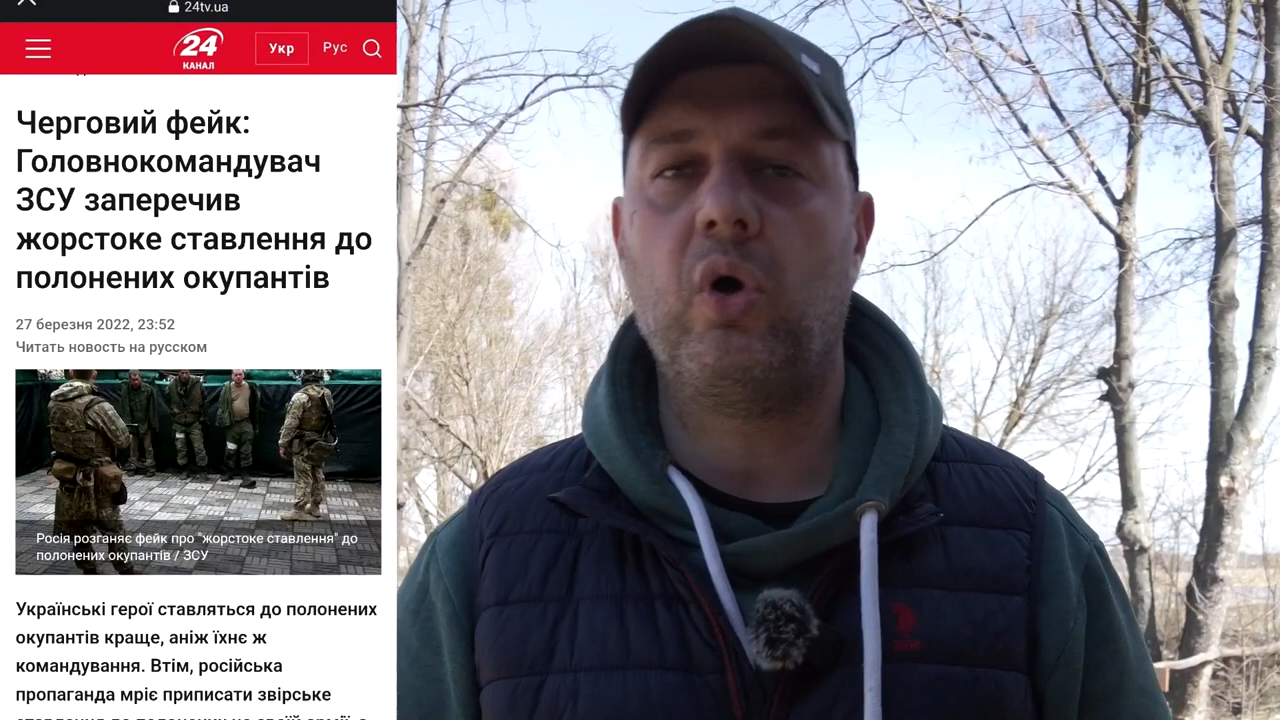 24tv.ua
24
КАНАЛ
Укр
Рус
Черговий фейк:
Головнокомандувач
ЗСУ заперечив
жорстоке ставлення до
полонених окупантів
27 березня 2022, 23:52
Читать новость на русском
Росія розганяє фейк про "жорстоке ставлення" до
полонених окупантів / ЗСУ
Українські герої ставляться до полонених
окупантів краще, аніж їхнє ж
командування. Втім, російська
пропаганда мріє приписати звірське